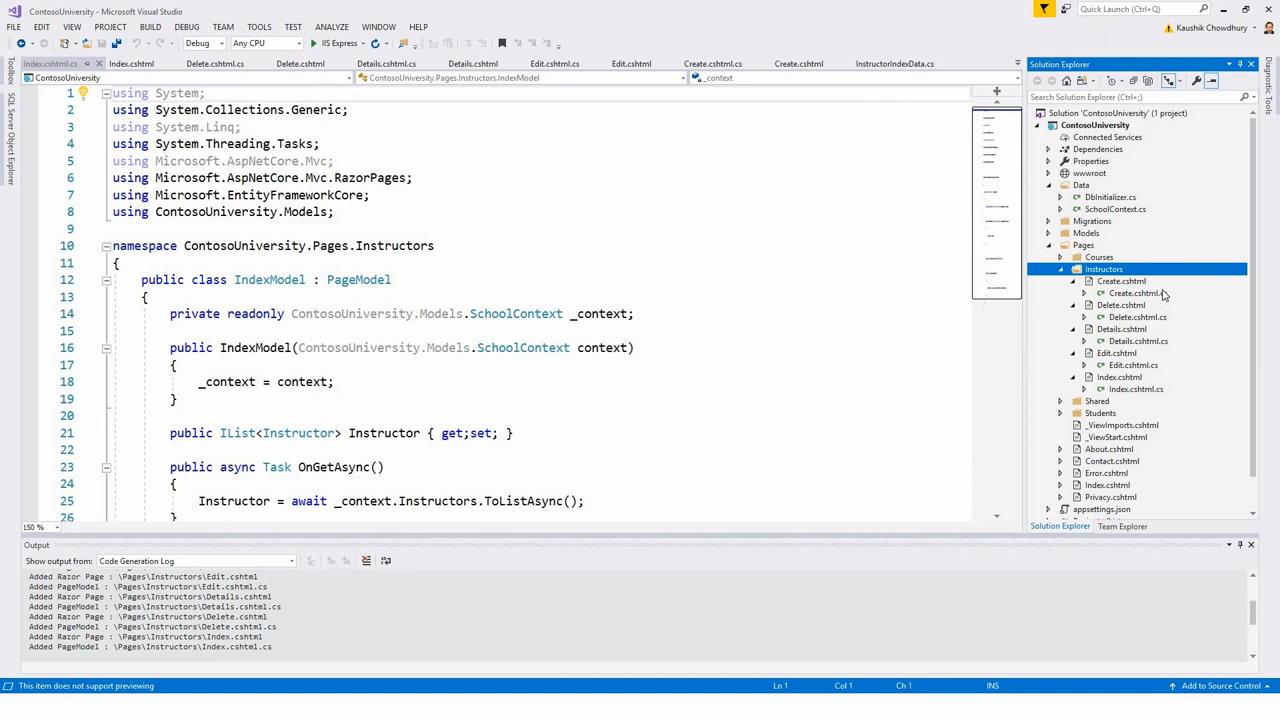 ContosoUniversity - Microsoft Visual Studio
Quick Launch (Ctrl+Q)
FILE EDIT VIEW PROJECT BUILD DEBUG TEAM TOOLS TEST ANALYZE WINDOW HELP
Kaushik Chowdhury
Debug Any CPU IIS Express
Index.cshtml.cs Index.cshtml Delete.cshtml.cs Delete.cshtml Details.cshtml.cs Details.cshtml Edit.cshtml.cs Edit.cshtml Create.cshtml.cs Create.cshtml InstructorIndexData.cs
ContosoUniversity ContosoUniversity.Pages.Instructors.IndexModel _context
Toolbox
SQL Server Object Explorer
1 using System;
2 using System.Collections.Generic;
3 using System.Linq;
4 using System.Threading.Tasks;
5 using Microsoft.AspNetCore.Mvc;
6 using Microsoft.AspNetCore.Mvc.RazorPages;
7 using Microsoft.EntityFrameworkCore;
8 using ContosoUniversity.Models;
9
10 namespace ContosoUniversity.Pages.Instructors
11 {
12 public class IndexModel : PageModel
13 {
14 private readonly ContosoUniversity.Models.SchoolContext _context;
15
16 public IndexModel(ContosoUniversity.Models.SchoolContext context)
17 {
18 _context = context;
19 }
20
21 public IList<Instructor> Instructor { get;set; }
22
23 public async Task OnGetAsync()
24 {
25 Instructor = await _context.Instructors.ToListAsync();
26 }
150 %
Solution Explorer
Search Solution Explorer (Ctrl+;)
Solution 'ContosoUniversity' (1 project)
ContosoUniversity
Connected Services
Dependencies
Properties
wwwroot
Data
DbInitializer.cs
SchoolContext.cs
Migrations
Models
Pages
Courses
Instructors
Create.cshtml
Create.cshtml.cs
Delete.cshtml
Delete.cshtml.cs
Details.cshtml
Details.cshtml.cs
Edit.cshtml
Edit.cshtml.cs
Index.cshtml
Index.cshtml.cs
Shared
Students
_ViewImports.cshtml
_ViewStart.cshtml
About.cshtml
Contact.cshtml
Error.cshtml
Index.cshtml
Privacy.cshtml
appsettings.json
Solution Explorer Team Explorer
Diagnostic Tools
Output
Show output from: Code Generation Log
Added Razor Page : \Pages\Instructors\Edit.cshtml
Added PageModel : \Pages\Instructors\Edit.cshtml.cs
Added Razor Page : \Pages\Instructors\Details.cshtml
Added PageModel : \Pages\Instructors\Details.cshtml.cs
Added Razor Page : \Pages\Instructors\Delete.cshtml
Added PageModel : \Pages\Instructors\Delete.cshtml.cs
Added Razor Page : \Pages\Instructors\Index.cshtml
Added PageModel : \Pages\Instructors\Index.cshtml.cs
This item does not support previewing Ln 1 Col 1 Ch 1 INS Add to Source Control